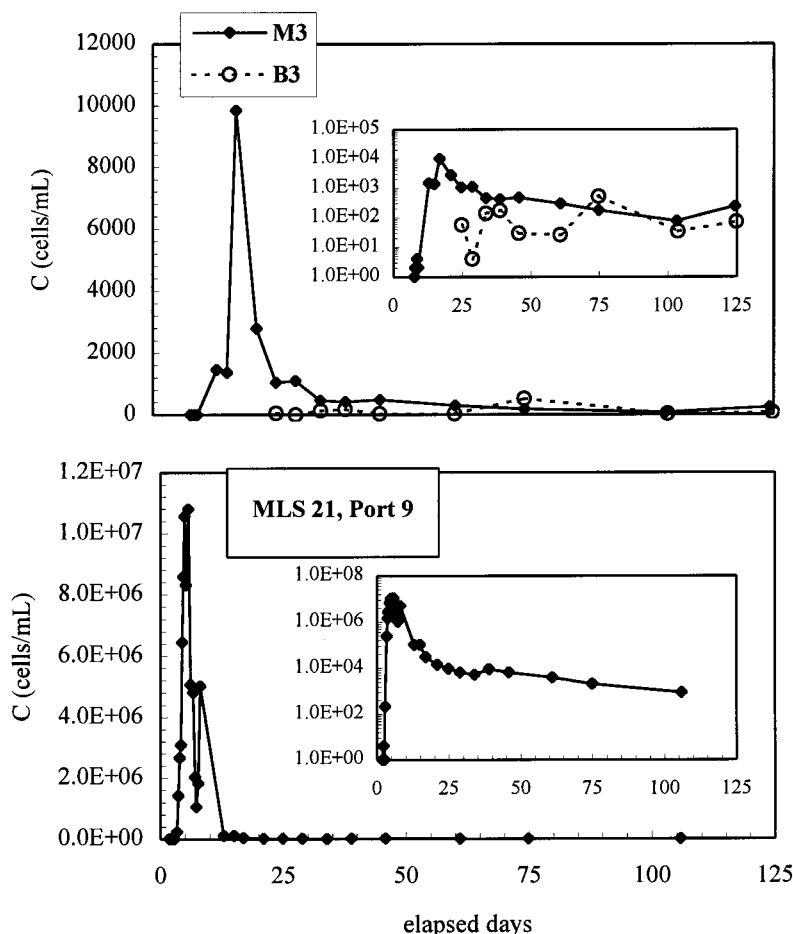 M3
B3
12000
10000
8000
6000
4000
2000
0
C (cells/mL)
1.0E+05
1.0E+04
1.0E+03
1.0E+02
1.0E+01
1.0E+00
25
50
75
100
125
1.2E+07
1.0E+07
8.0E+06
6.0E+06
4.0E+06
2.0E+06
0.0E+00
C (cells/mL)
MLS 21, Port 9
1.0E+08
1.0E+06
1.0E+04
1.0E+02
1.0E+00
0
25
50
75
100
125
0
25
50
75
100
125
elapsed days